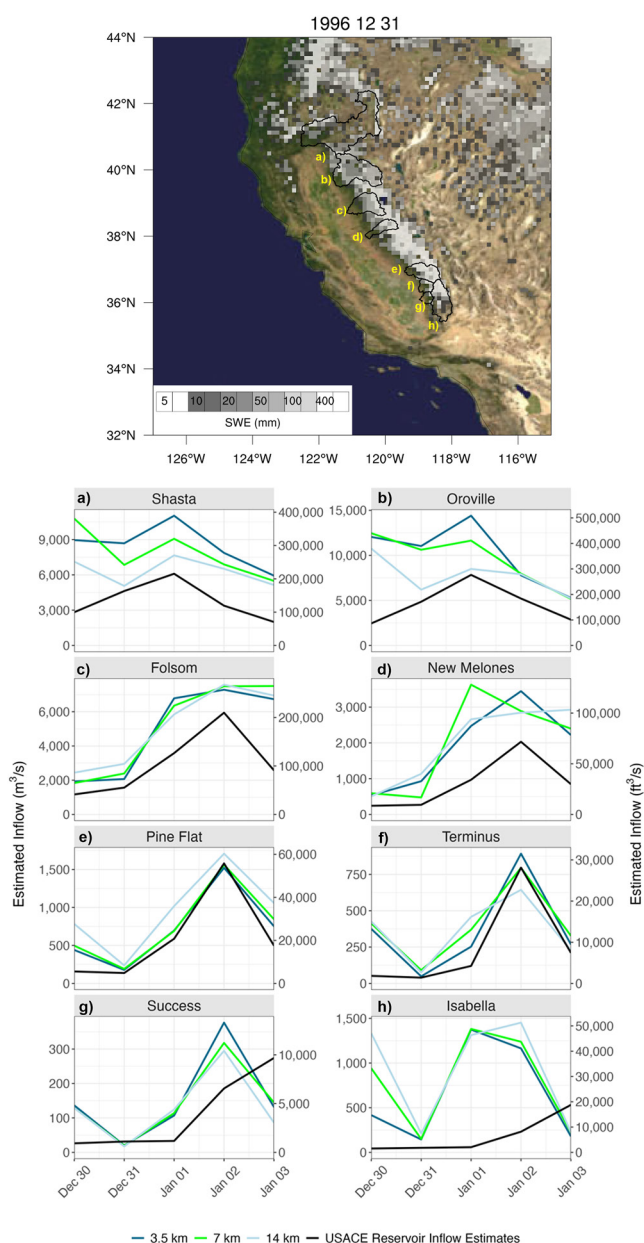 1996 12 31
44°N
42°N
40°N
38°N
36°N
34°N
32°N
a)
b)
c)
d)
e)
f)
g)
h)
5 10 20 50 100 400
SWE (mm)
126°W 124°W 122°W 120°W 118°W 116°W
a) Shasta
9,000
6,000
3,000
0
400,000
300,000
200,000
100,000
0
b) Oroville
15,000
10,000
5,000
0
500,000
400,000
300,000
200,000
100,000
0
c) Folsom
6,000
4,000
2,000
0
200,000
100,000
0
d) New Melones
3,000
2,000
1,000
0
100,000
50,000
0
Estimated Inflow (m³/s)
Estimated Inflow (ft³/s)
e) Pine Flat
1,500
1,000
500
0
60,000
40,000
20,000
0
f) Terminus
750
500
250
0
30,000
20,000
10,000
0
g) Success
300
200
100
0
10,000
5,000
0
h) Isabella
1,500
1,000
500
0
50,000
40,000
30,000
20,000
10,000
0
Dec 30 Dec 31 Jan 01 Jan 02 Jan 03
Dec 30 Dec 31 Jan 01 Jan 02 Jan 03
3.5 km 7 km 14 km USACE Reservoir Inflow Estimates